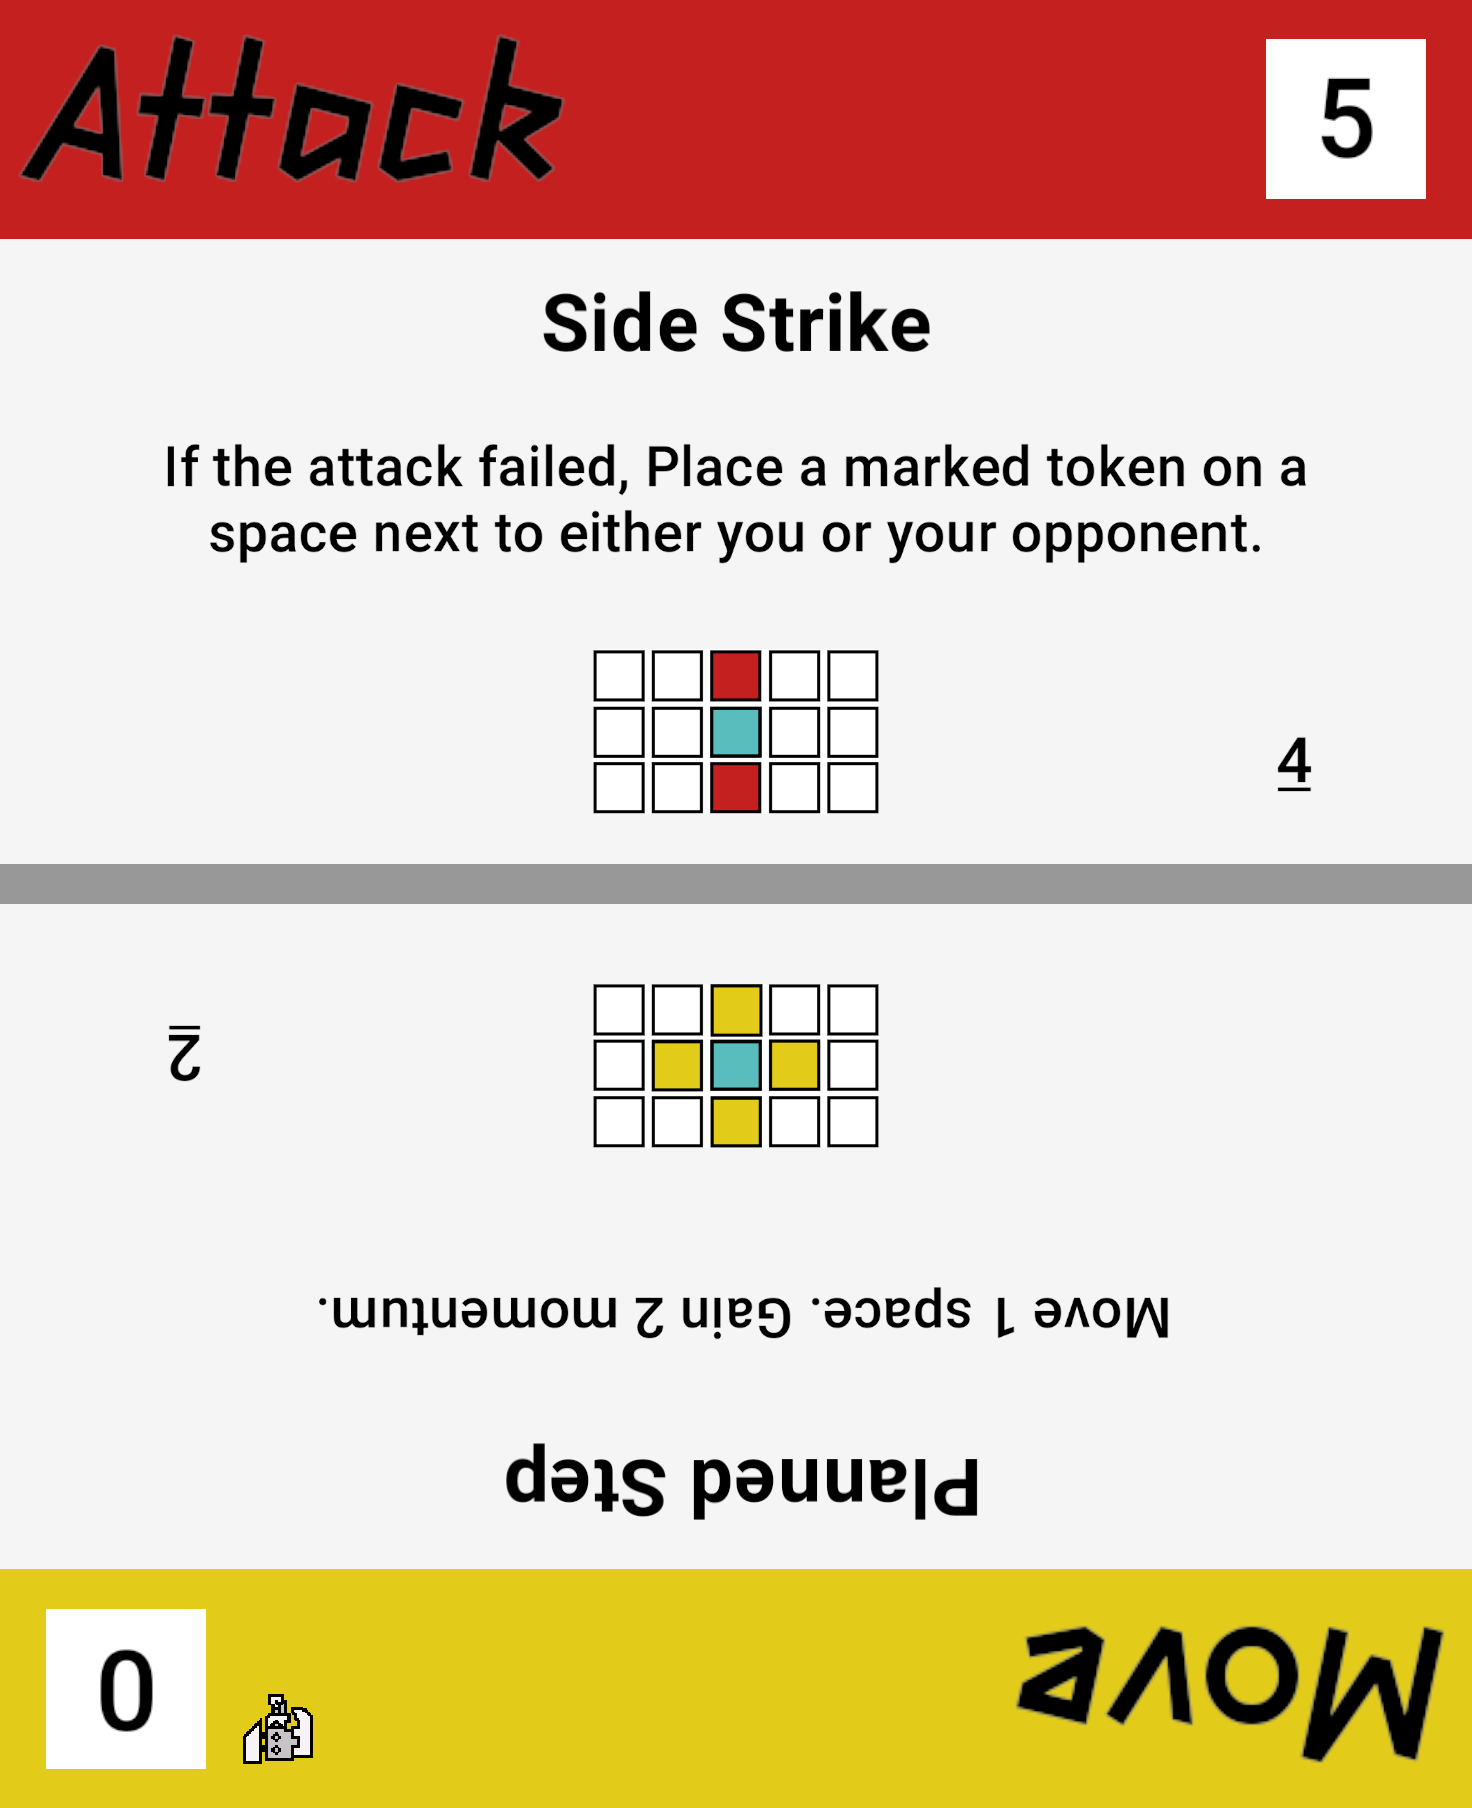 Attack
5
Side Strike
If the attack failed, Place a marked token on a
space next to either you or your opponent.
4
Move
0
Planned Step
Move 1 space. Gain 2 momentum.
2